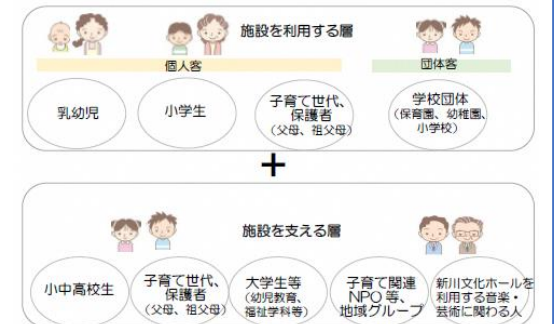 施設を利用する層
個人客
団体客
乳幼児
小学生
子育て世代、
保護者
（父母、祖父母）
学校団体
（保育園、幼稚園、
小学校）
+
施設を支える層
小中高校生
子育て世代、
保護者
（父母、祖父母）
大学生等
（幼児教育、
福祉学科等）
子育て関連
NPO 等、
地域グループ
新川文化ホールを
利用する音楽・
芸術に関わる人